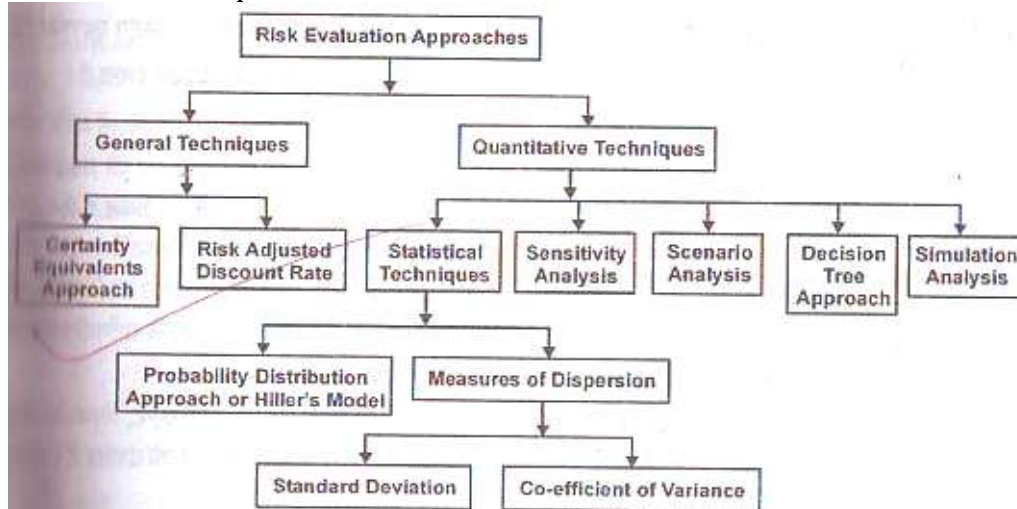 Risk Evaluation Approaches
General Techniques
Quantitative Techniques
Certainty
Equivalents
Approach
Risk Adjusted
Discount Rate
Statistical
Techniques
Sensitivity
Analysis
Scenario
Analysis
Decision
Tree
Approach
Simulation
Analysis
Probability Distribution
Approach or Hiller's Model
Measures of Dispersion
Standard Deviation
Co-efficient of Variance